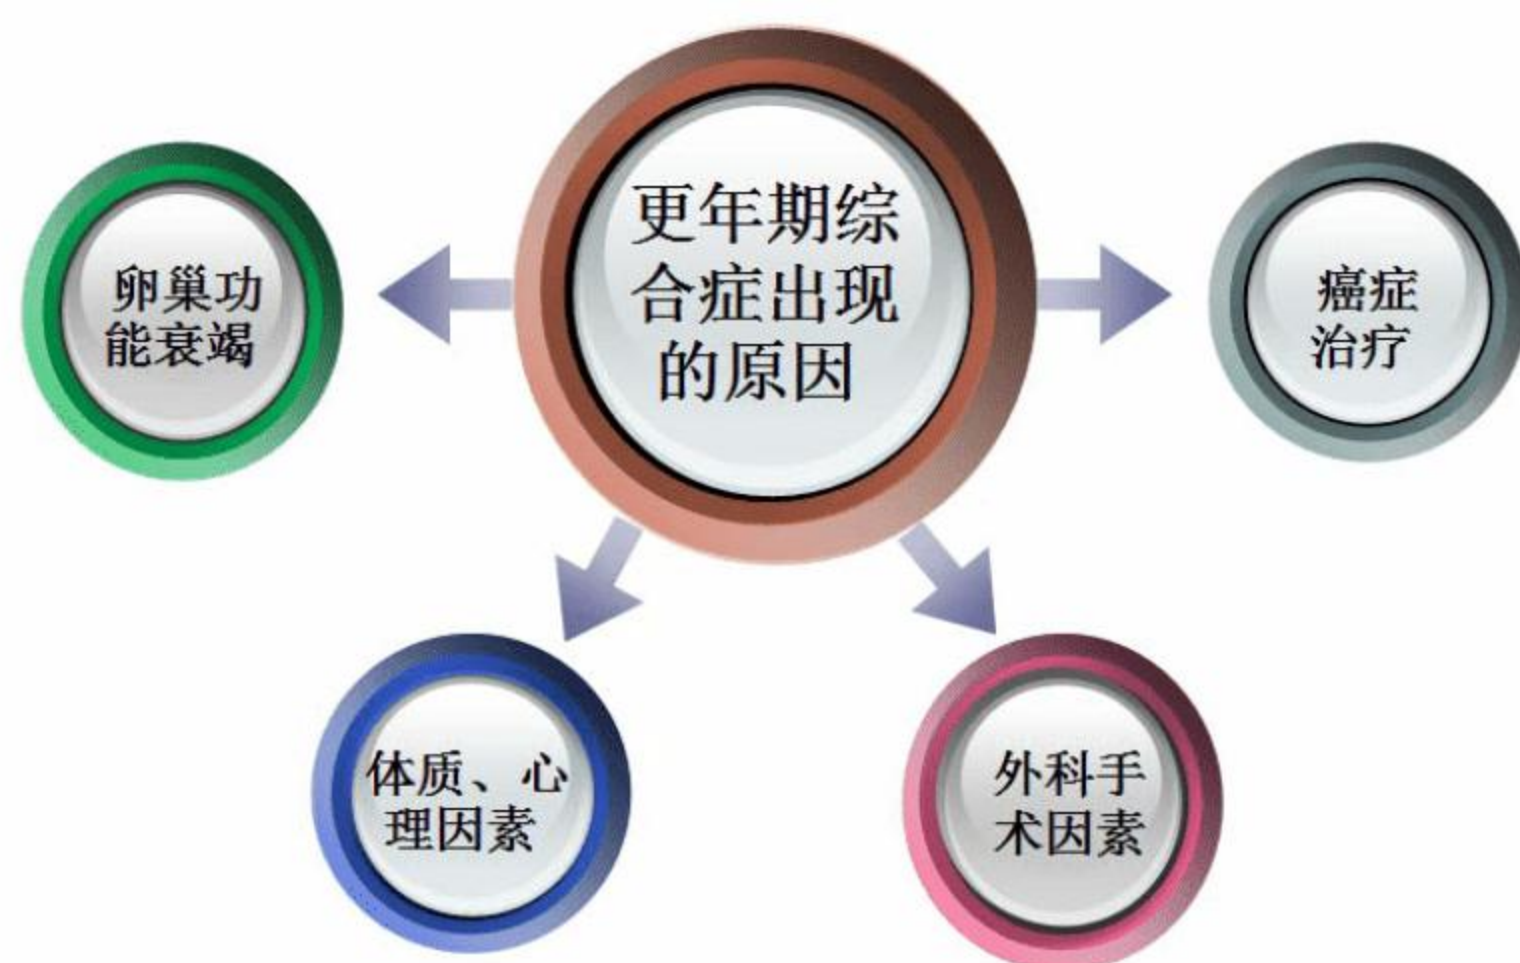 更年期综
合症出现
的原因
卵巢功
能衰竭
癌症
治疗
体质、心
理因素
外科手
术因素